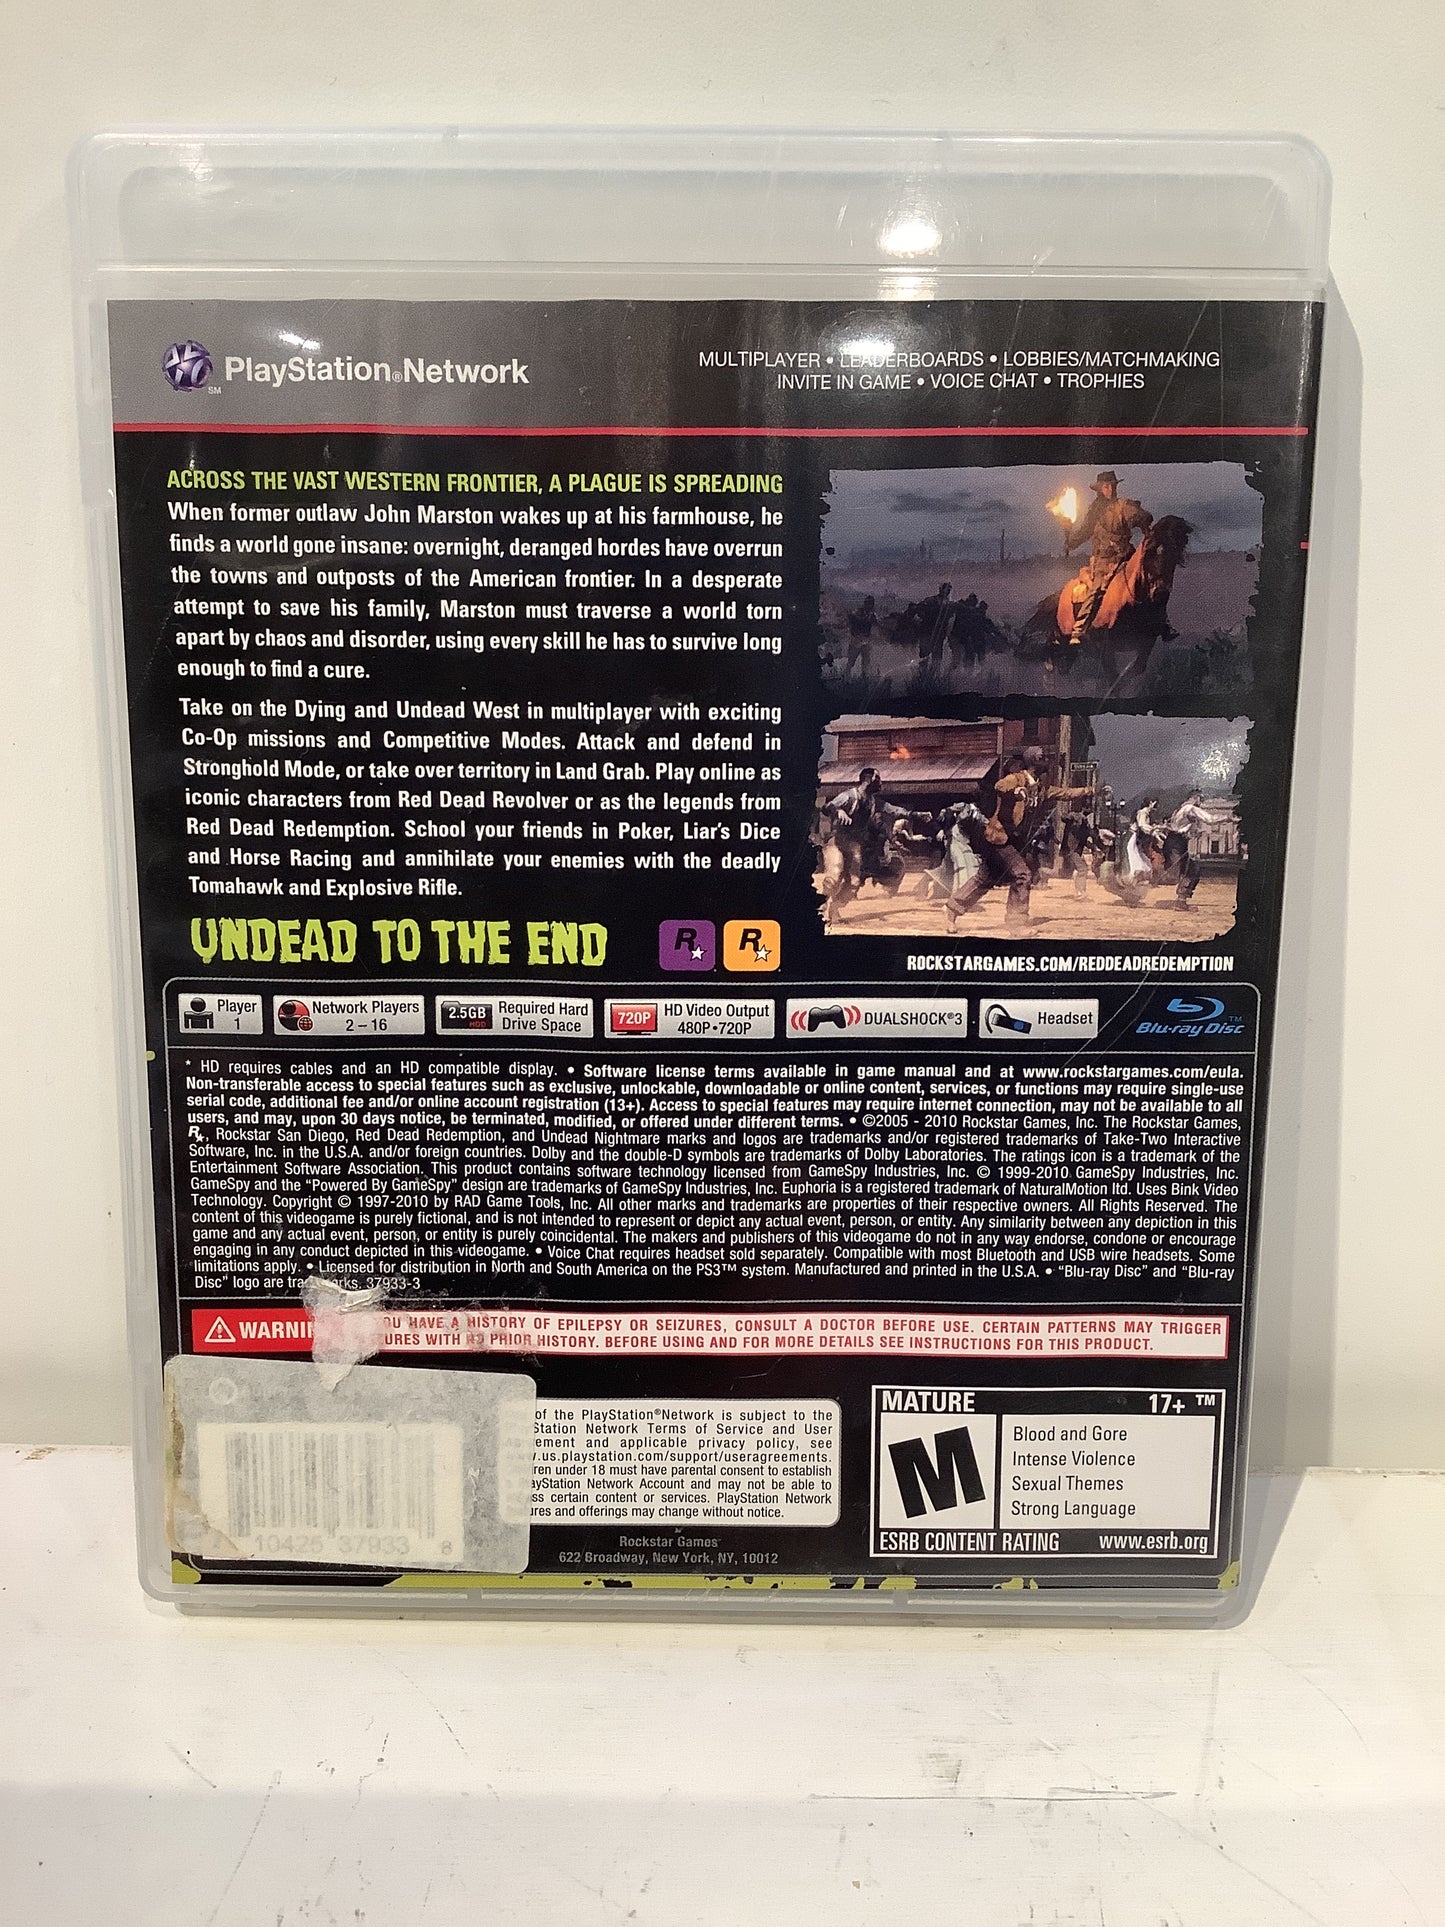 PlayStation®Network
SM
MULTIPLAYER • LEADERBOARDS • LOBBIES/MATCHMAKING
INVITE IN GAME • VOICE CHAT • TROPHIES
ACROSS THE VAST WESTERN FRONTIER, A PLAGUE IS SPREADING
When former outlaw John Marston wakes up at his farmhouse, he
finds a world gone insane: overnight, deranged hordes have overrun
the towns and outposts of the American frontier. In a desperate
attempt to save his family, Marston must traverse a world torn
apart by chaos and disorder, using every skill he has to survive long
enough to find a cure.
Take on the Dying and Undead West in multiplayer with exciting
Co-Op missions and Competitive Modes. Attack and defend in
Stronghold Mode, or take over territory in Land Grab. Play online as
iconic characters from Red Dead Revolver or as the legends from
Red Dead Redemption. School your friends in Poker, Liar's Dice
and Horse Racing and annihilate your enemies with the deadly
Tomahawk and Explosive Rifle.
UNDEAD TO THE END
R R
ROCKSTARGAMES.COM/REDDEADREDEMPTION
Player
1
Network Players
2 – 16
2.5GB
HDD
Required Hard
Drive Space
720P
HD Video Output
480P•720P
DUALSHOCK®3
Headset
Blu-ray Disc™
* HD requires cables and an HD compatible display. • Software license terms available in game manual and at www.rockstargames.com/eula.
Non-transferable access to special features such as exclusive, unlockable, downloadable or online content, services, or functions may require single-use
serial code, additional fee and/or online account registration (13+). Access to special features may require internet connection, may not be available to all
users, and may, upon 30 days notice, be terminated, modified, or offered under different terms. • ©2005 - 2010 Rockstar Games, Inc. The Rockstar Games,
R, Rockstar San Diego, Red Dead Redemption, and Undead Nightmare marks and logos are trademarks and/or registered trademarks of Take-Two Interactive
Software, Inc. in the U.S.A. and/or foreign countries. Dolby and the double-D symbols are trademarks of Dolby Laboratories. The ratings icon is a trademark of the
Entertainment Software Association. This product contains software technology licensed from GameSpy Industries, Inc. © 1999-2010 GameSpy Industries, Inc.
GameSpy and the "Powered By GameSpy" design are trademarks of GameSpy Industries, Inc. Euphoria is a registered trademark of NaturalMotion ltd. Uses Bink Video
Technology. Copyright © 1997-2010 by RAD Game Tools, Inc. All other marks and trademarks are properties of their respective owners. All Rights Reserved. The
content of this videogame is purely fictional, and is not intended to represent or depict any actual event, person, or entity. Any similarity between any depiction in this
game and any actual event, person, or entity is purely coincidental. The makers and publishers of this videogame do not in any way endorse, condone or encourage
engaging in any conduct depicted in this videogame. • Voice Chat requires headset sold separately. Compatible with most Bluetooth and USB wire headsets. Some
limitations apply. • Licensed for distribution in North and South America on the PS3™ system. Manufactured and printed in the U.S.A. • "Blu-ray Disc" and "Blu-ray
Disc" logo are tra arks. 37933-3
WARNI OU HAVE A HISTORY OF EPILEPSY OR SEIZURES, CONSULT A DOCTOR BEFORE USE. CERTAIN PATTERNS MAY TRIGGER
URES WITH NO PRIOR HISTORY. BEFORE USING AND FOR MORE DETAILS SEE INSTRUCTIONS FOR THIS PRODUCT.
of the PlayStation®Network is subject to the
Station Network Terms of Service and User
ement and applicable privacy policy, see
.us.playstation.com/support/useragreements.
ren under 18 must have parental consent to establish
ayStation Network Account and may not be able to
ss certain content or services. PlayStation Network
ures and offerings may change without notice.
10425 37933 8
Rockstar Games
622 Broadway, New York, NY, 10012
MATURE 17+ ™
M
Blood and Gore
Intense Violence
Sexual Themes
Strong Language
ESRB CONTENT RATING www.esrb.org